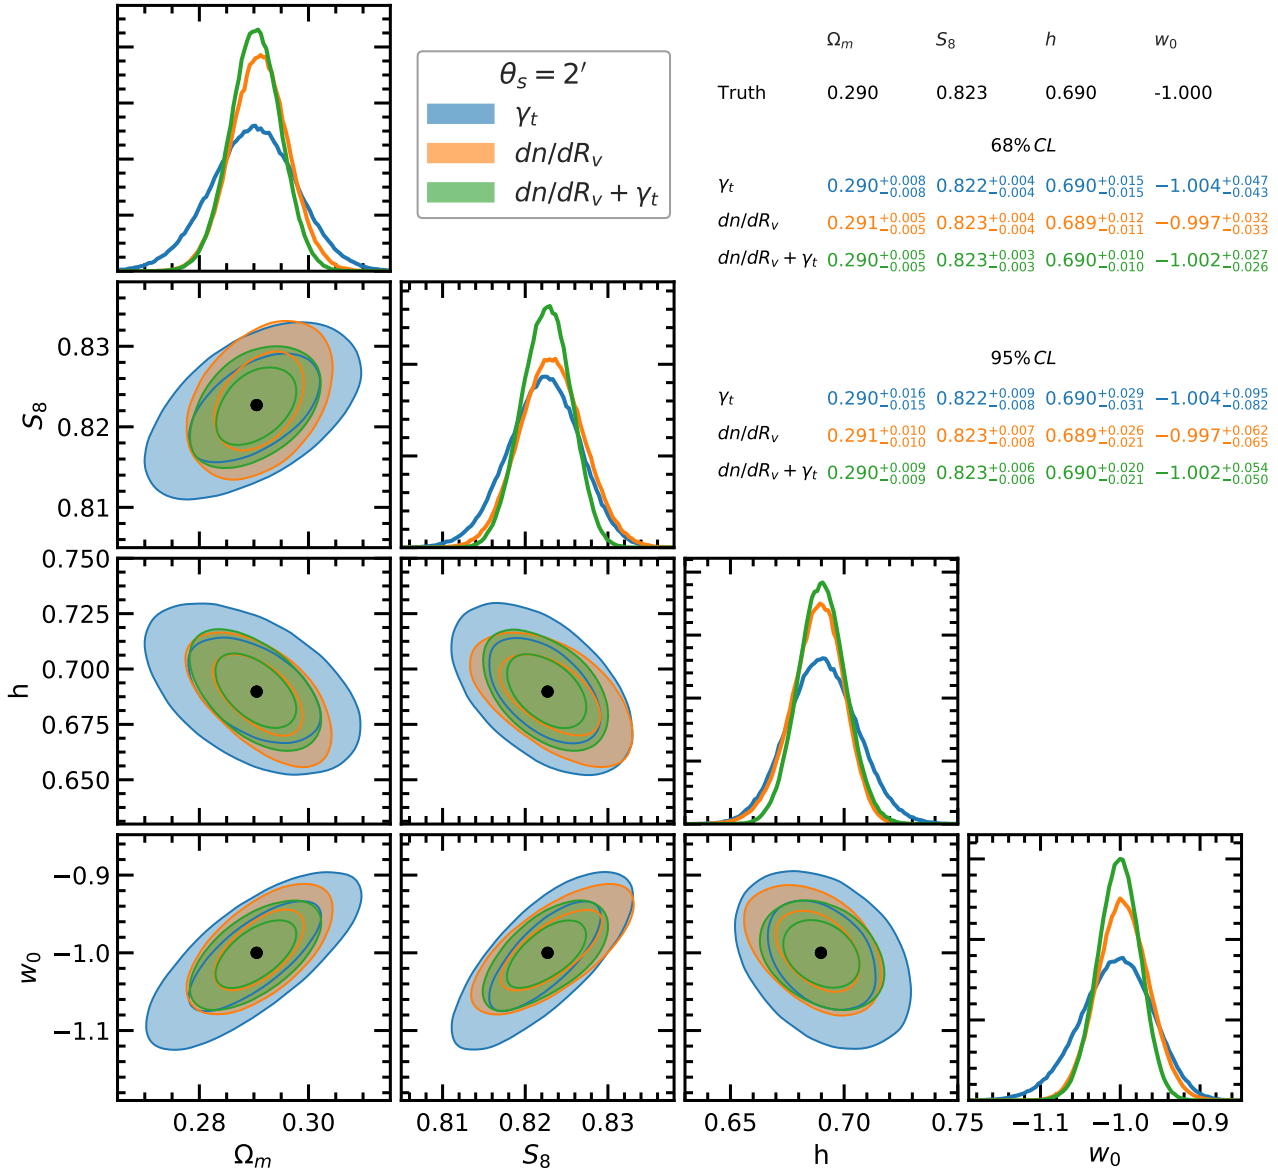 θ_s = 2′
γ_t
dn/dR_v
dn/dR_v + γ_t
Ω_m S_8 h w_0
Truth 0.290 0.823 0.690 -1.000
68% CL
γ_t 0.290^{+0.008}_{−0.008} 0.822^{+0.004}_{−0.004} 0.690^{+0.015}_{−0.015} −1.004^{+0.047}_{−0.043}
dn/dR_v 0.291^{+0.005}_{−0.005} 0.823^{+0.004}_{−0.004} 0.689^{+0.012}_{−0.011} −0.997^{+0.032}_{−0.033}
dn/dR_v + γ_t 0.290^{+0.005}_{−0.005} 0.823^{+0.003}_{−0.003} 0.690^{+0.010}_{−0.010} −1.002^{+0.027}_{−0.026}
95% CL
γ_t 0.290^{+0.016}_{−0.015} 0.822^{+0.009}_{−0.008} 0.690^{+0.029}_{−0.031} −1.004^{+0.095}_{−0.082}
dn/dR_v 0.291^{+0.010}_{−0.010} 0.823^{+0.007}_{−0.008} 0.689^{+0.026}_{−0.021} −0.997^{+0.062}_{−0.065}
dn/dR_v + γ_t 0.290^{+0.009}_{−0.009} 0.823^{+0.006}_{−0.006} 0.690^{+0.020}_{−0.021} −1.002^{+0.054}_{−0.050}
S_8
0.83
0.82
0.81
h
0.750
0.725
0.700
0.675
0.650
w_0
−0.9
−1.0
−1.1
0.28 0.30 0.81 0.82 0.83 0.65 0.70 0.75 −1.1 −1.0 −0.9
Ω_m S_8 h w_0